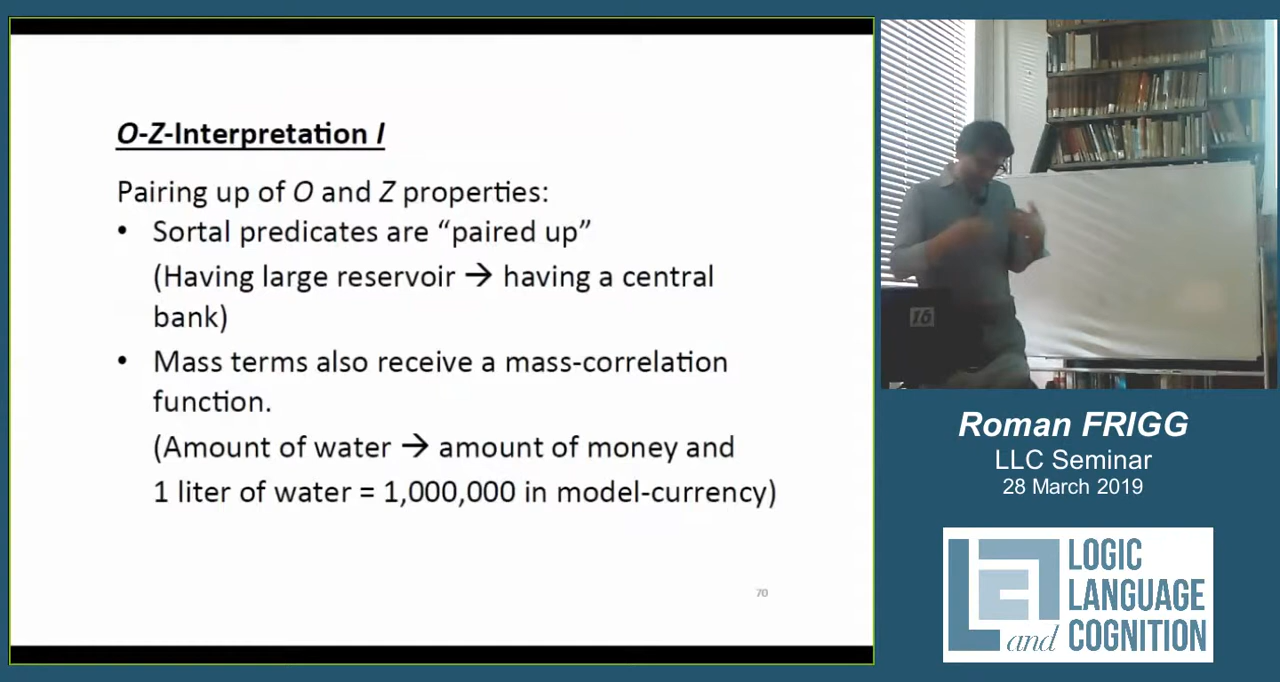 O-Z-Interpretation I
Pairing up of O and Z properties:
• Sortal predicates are “paired up”
(Having large reservoir → having a central
bank)
• Mass terms also receive a mass-correlation
function.
(Amount of water → amount of money and
1 liter of water = 1,000,000 in model-currency)
70
16
Roman FRIGG
LLC Seminar
28 March 2019
LOGIC
LANGUAGE
and COGNITION